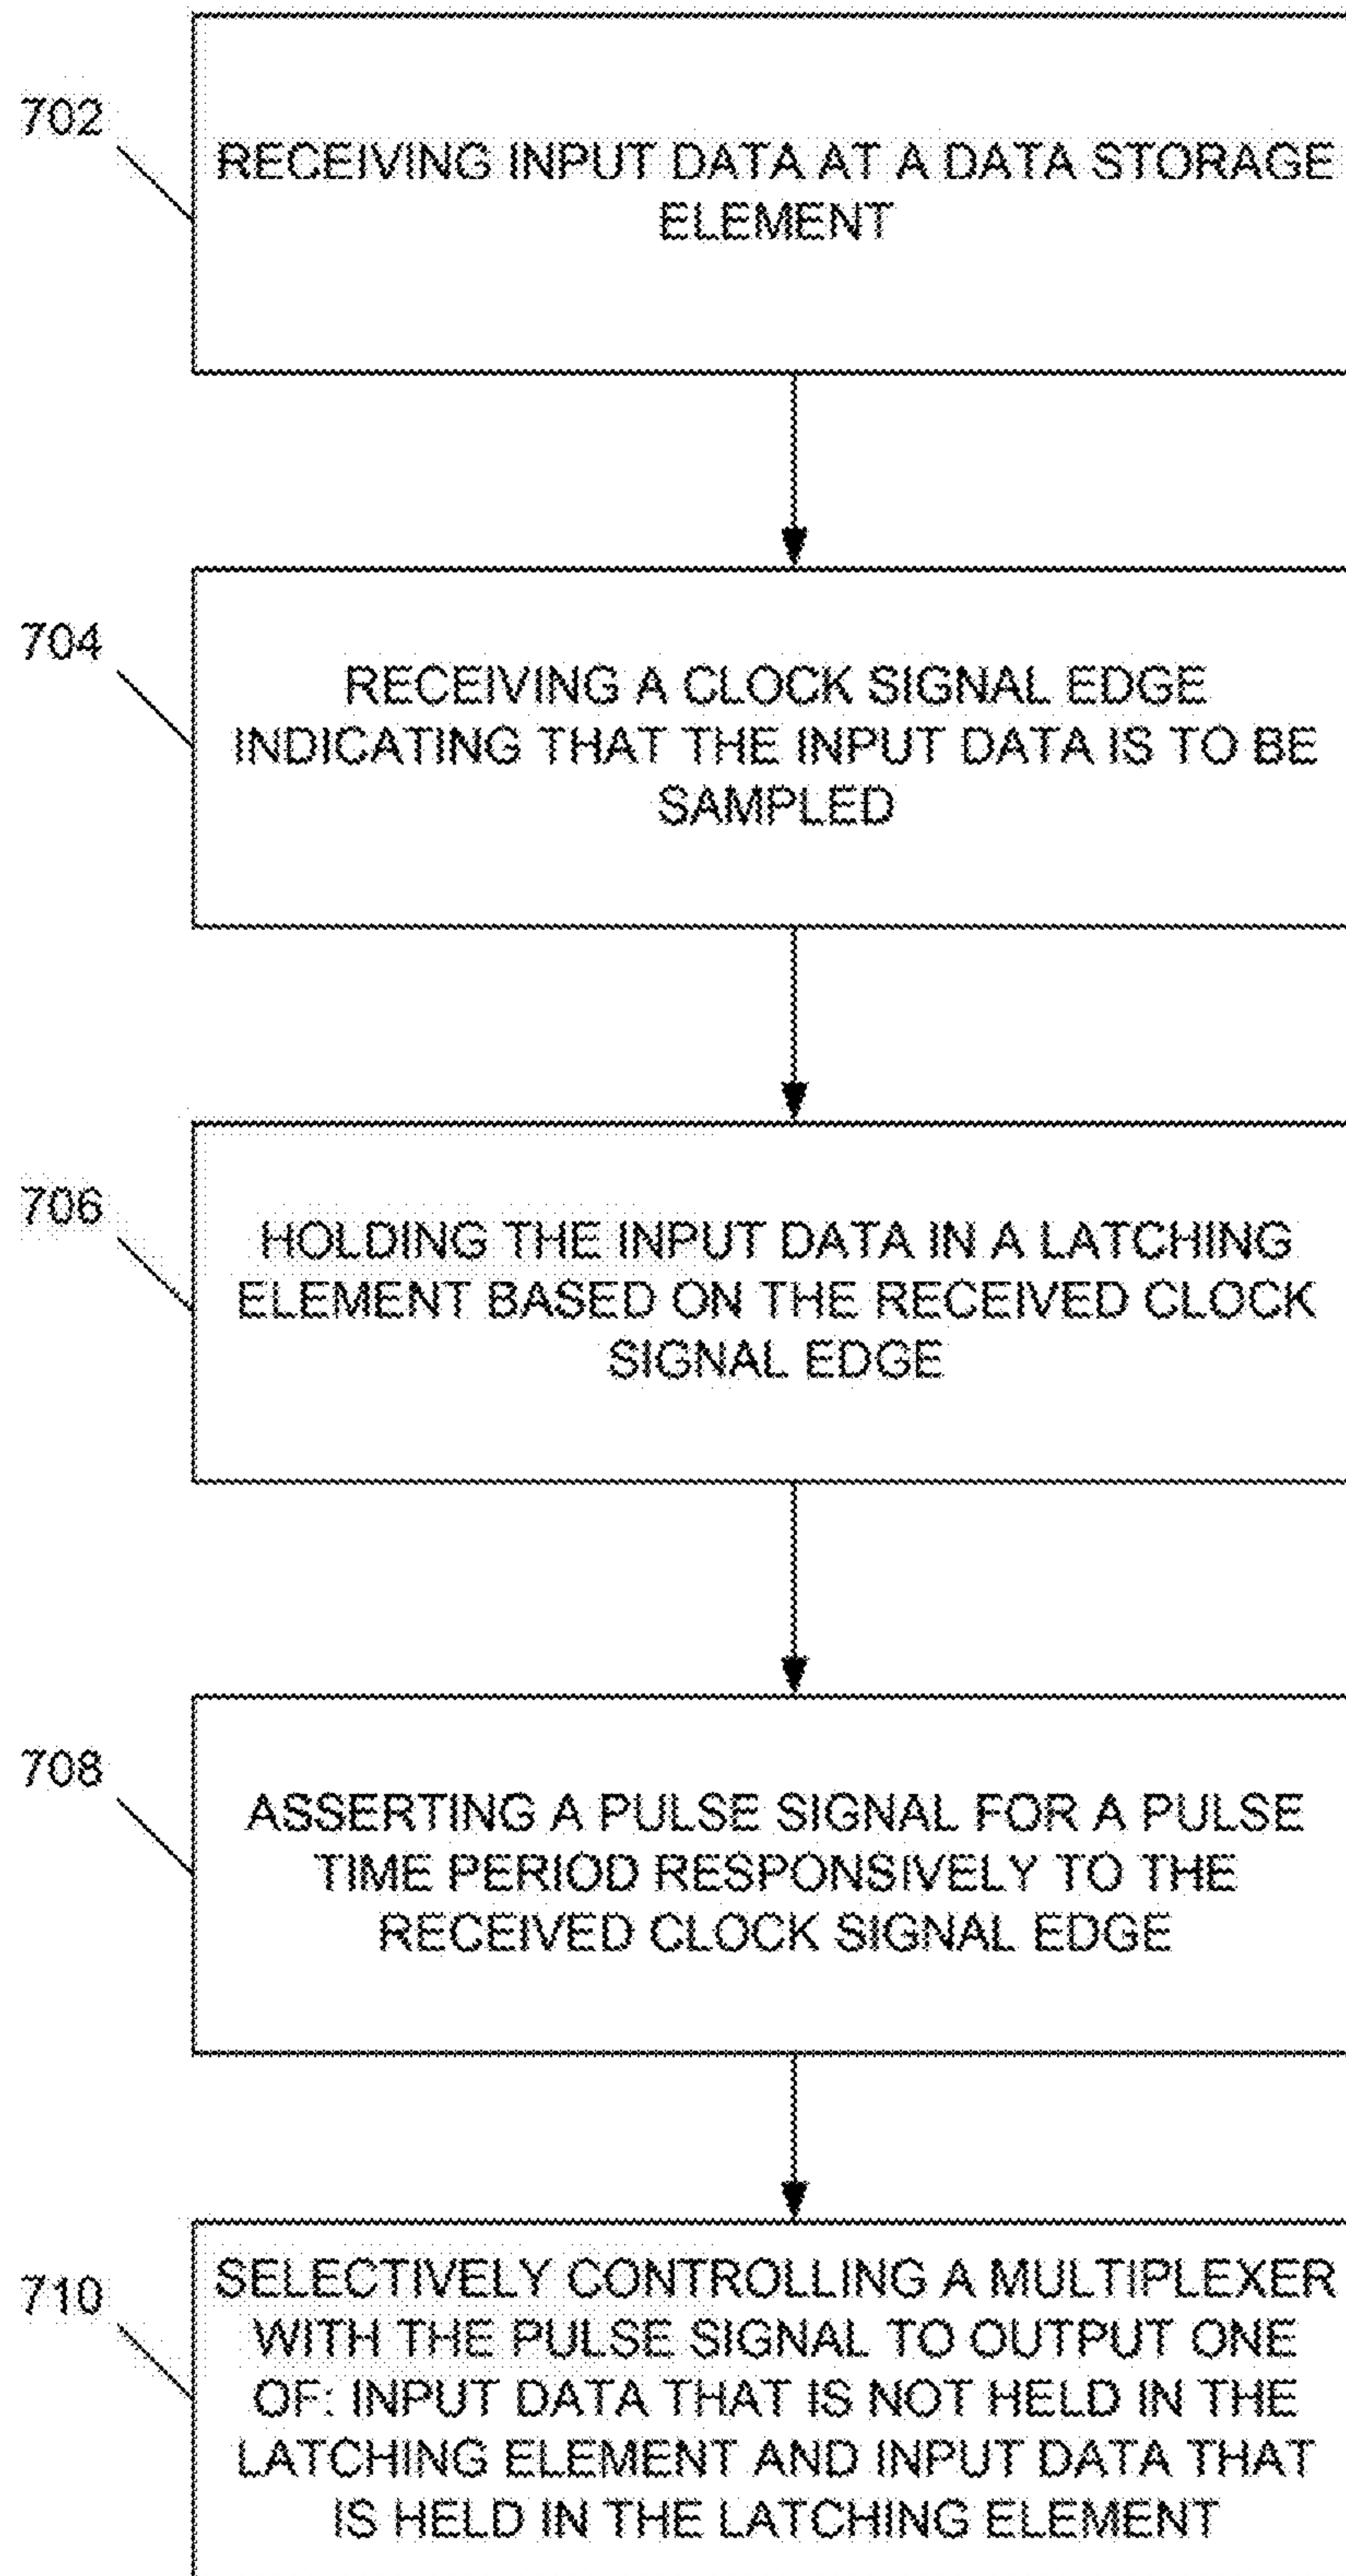 702
RECEIVING INPUT DATA AT A DATA STORAGE
ELEMENT
704
RECEIVING A CLOCK SIGNAL EDGE
INDICATING THAT THE INPUT DATA IS TO BE
SAMPLED
706
HOLDING THE INPUT DATA IN A LATCHING
ELEMENT BASED ON THE RECEIVED CLOCK
SIGNAL EDGE
708
ASSERTING A PULSE SIGNAL FOR A PULSE
TIME PERIOD RESPONSIVELY TO THE
RECEIVED CLOCK SIGNAL EDGE
710
SELECTIVELY CONTROLLING A MULTIPLEXER
WITH THE PULSE SIGNAL TO OUTPUT ONE
OF: INPUT DATA THAT IS NOT HELD IN THE
LATCHING ELEMENT AND INPUT DATA THAT
IS HELD IN THE LATCHING ELEMENT